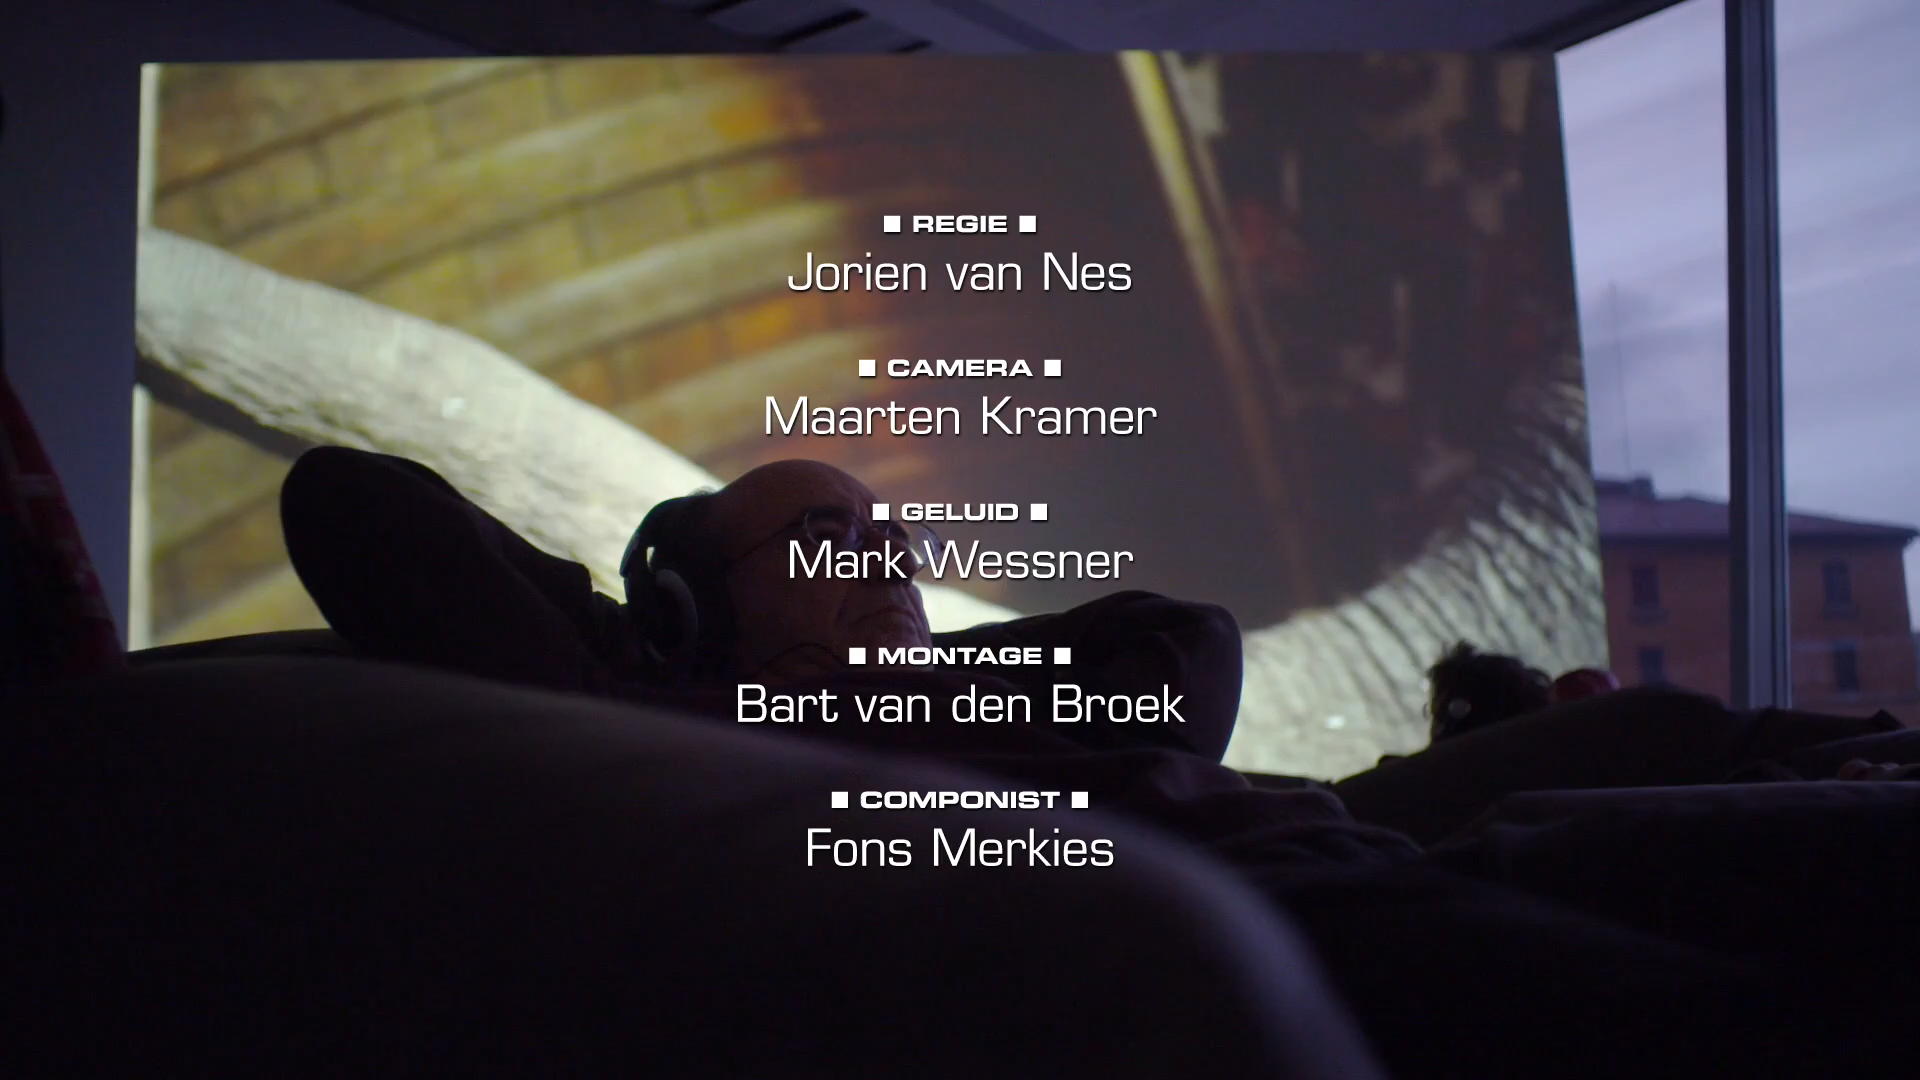 ■ REGIE ■
Jorien van Nes
■ CAMERA ■
Maarten Kramer
■ GELUID ■
Mark Wessner
■ MONTAGE ■
Bart van den Broek
■ COMPONIST ■
Fons Merkies